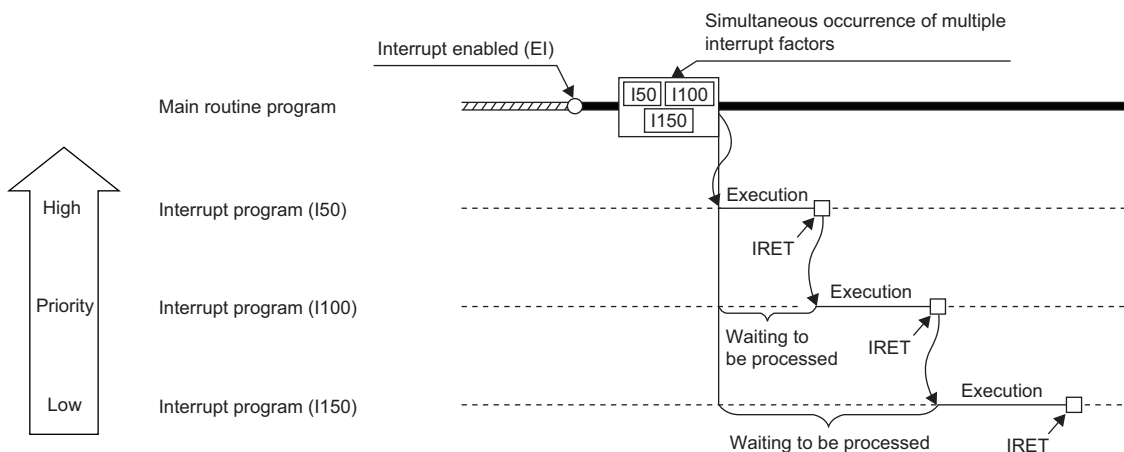 Simultaneous occurrence of multiple
interrupt factors
Interrupt enabled (EI)
Main routine program
I50
I100
I150
High
Interrupt program (I50)
Execution
IRET
Priority
Interrupt program (I100)
Execution
Waiting to
be processed
IRET
Low
Interrupt program (I150)
Execution
Waiting to be processed
IRET